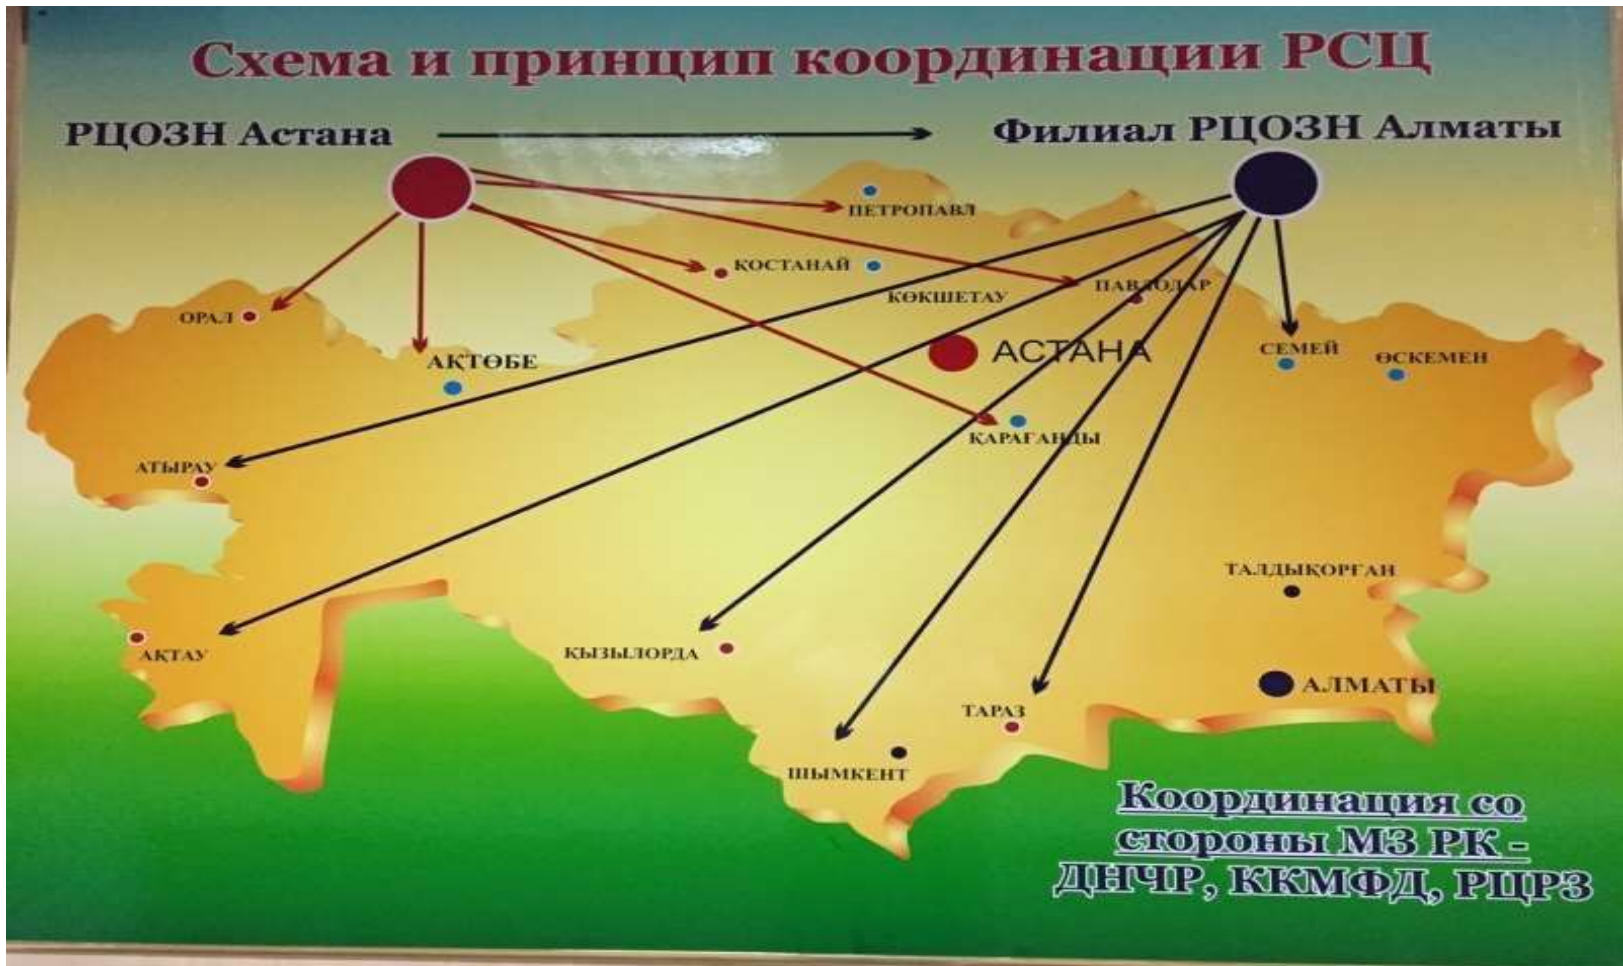 Схема и принцип координации РСЦ
РЦОЗН Астана
Филиал РЦОЗН Алматы
ПЕТРОПАВЛ
ҚОСТАНАЙ
КӨКШЕТАУ
ПАВЛОДАР
ОРАЛ
АҚТӨБЕ
АСТАНА
СЕМЕЙ
ӨСКЕМЕН
ҚАРАҒАНДЫ
АТЫРАУ
ТАЛДЫҚОРҒАН
АҚТАУ
ҚЫЗЫЛОРДА
АЛМАТЫ
ТАРАЗ
ШЫМКЕНТ
Координация со
стороны МЗ РК -
ДНЧР, ККМФД, РЦРЗ